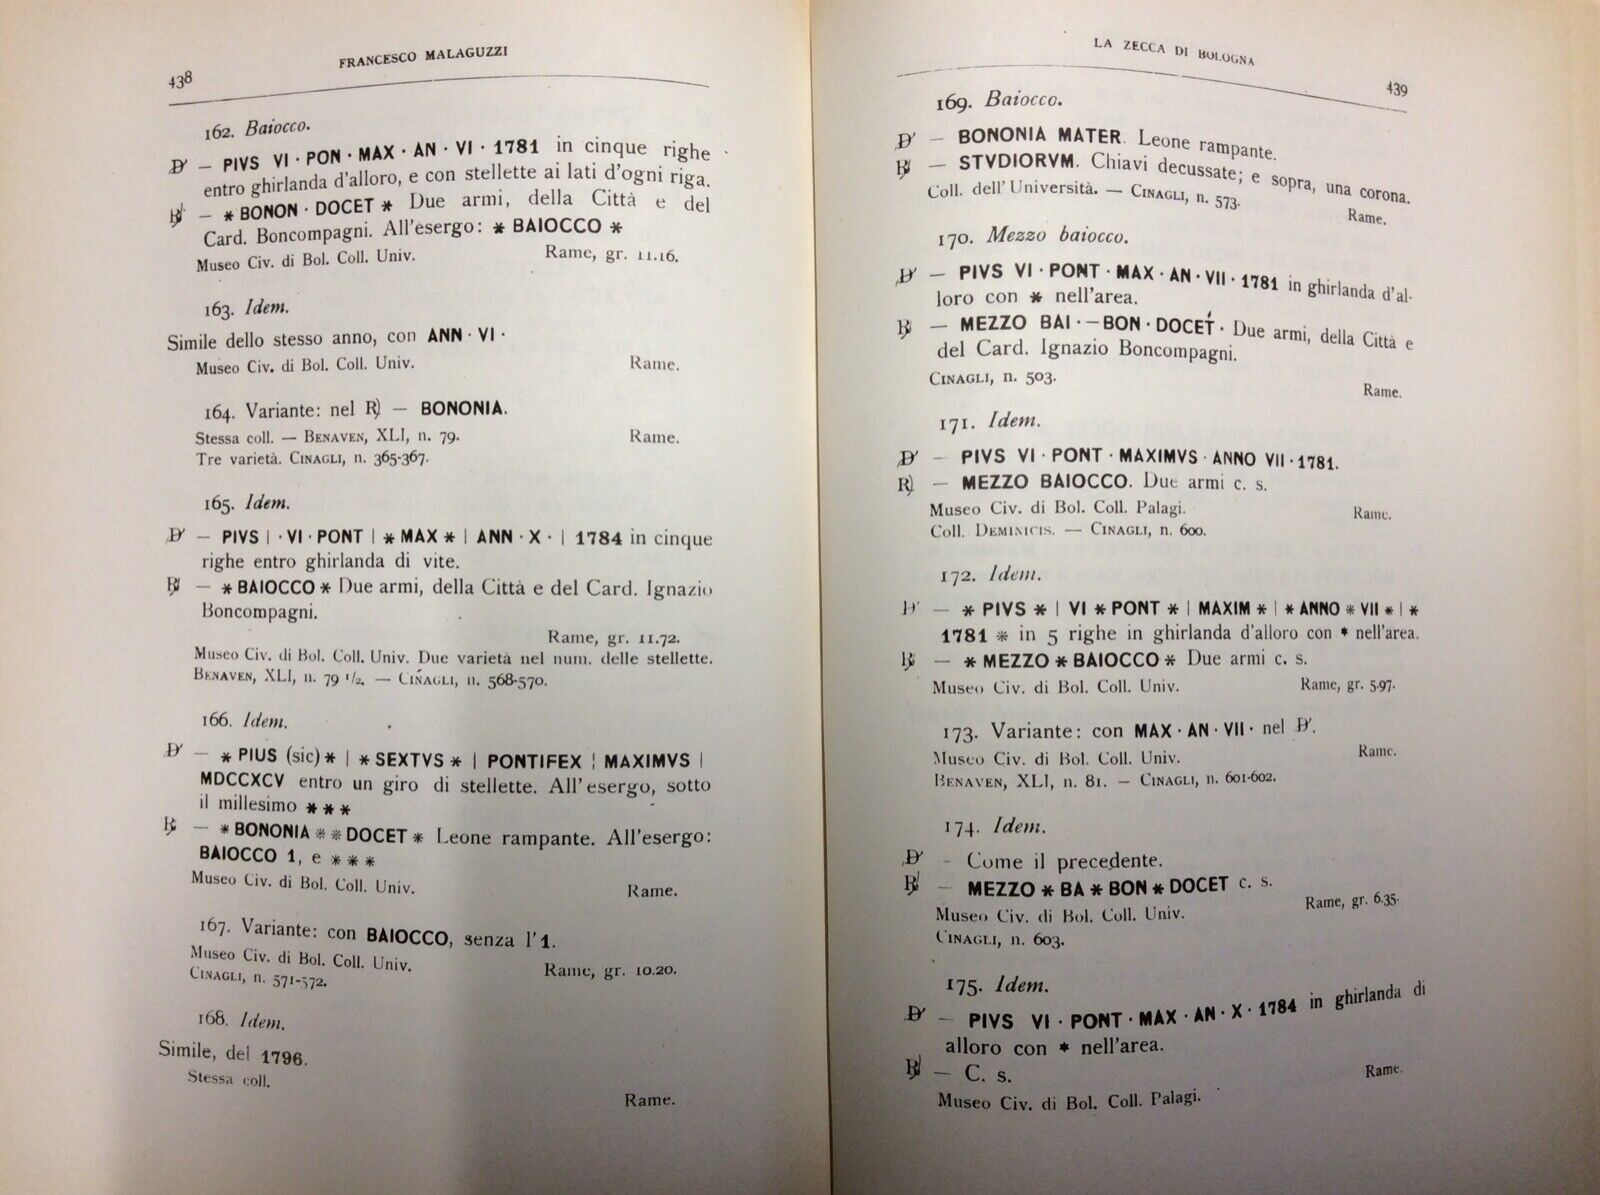 438
FRANCESCO MALAGUZZI
162. Baiocco.
D' — PIVS VI · PON · MAX · AN · VI · 1781 in cinque righe
entro ghirlanda d'alloro, e con stellette ai lati d'ogni riga.
R) — * BONON · DOCET * Due armi, della Città e del
Card. Boncompagni. All'esergo: * BAIOCCO *
Museo Civ. di Bol. Coll. Univ. Rame, gr. 11.16.
163. Idem.
Simile dello stesso anno, con ANN · VI ·
Museo Civ. di Bol. Coll. Univ. Rame.
164. Variante: nel R) — BONONIA.
Stessa coll. — BENAVEN, XLI, n. 79. Rame.
Tre varietà. CINAGLI, n. 365-367.
165. Idem.
D' — PIVS | · VI · PONT | * MAX * | ANN · X · | 1784 in cinque
righe entro ghirlanda di vite.
R) — * BAIOCCO * Due armi, della Città e del Card. Ignazio
Boncompagni.
Rame, gr. 11.72.
Museo Civ. di Bol. Coll. Univ. Due varietà nel num. delle stellette.
BENAVEN, XLI, n. 79 1/2. — CINAGLI, n. 568-570.
166. Idem.
D' — * PIUS (sic) * | * SEXTVS * | PONTIFEX ¦ MAXIMVS |
MDCCXCV entro un giro di stellette. All'esergo, sotto
il millesimo * * *
R) — * BONONIA * * DOCET * Leone rampante. All'esergo:
BAIOCCO 1, e * * *
Museo Civ. di Bol. Coll. Univ. Rame.
167. Variante: con BAIOCCO, senza l'1.
Museo Civ. di Bol. Coll. Univ. Rame, gr. 10.20.
CINAGLI, n. 571-572.
168. Idem.
Simile, del 1796.
Stessa coll.
Rame.
LA ZECCA DI BOLOGNA
439
169. Baiocco.
D' — BONONIA MATER. Leone rampante.
R) — STVDIORVM. Chiavi decussate; e sopra, una corona.
Coll. dell'Università. — CINAGLI, n. 573. Rame.
170. Mezzo baiocco.
D' — PIVS VI · PONT · MAX · AN · VII · 1781 in ghirlanda d'al-
loro con * nell'area.
R) — MEZZO BAI · — BON · DOCET · Due armi, della Città e
del Card. Ignazio Boncompagni.
CINAGLI, n. 503. Rame.
171. Idem.
D' — PIVS VI · PONT · MAXIMVS · ANNO VII · 1781.
R) — MEZZO BAIOCCO. Due armi c. s.
Museo Civ. di Bol. Coll. Palagi. Rame.
Coll. DEMINICIS. — CINAGLI, n. 600.
172. Idem.
D' — * PIVS * | VI * PONT * | MAXIM * | * ANNO * VII * | *
1781 * in 5 righe in ghirlanda d'alloro con * nell'area.
R) — * MEZZO * BAIOCCO * Due armi c. s.
Museo Civ. di Bol. Coll. Univ. Rame, gr. 5.97.
173. Variante: con MAX · AN · VII · nel D'.
Museo Civ. di Bol. Coll. Univ. Rame.
BENAVEN, XLI, n. 81. — CINAGLI, n. 601-602.
174. Idem.
D' — Come il precedente.
R) — MEZZO * BA * BON * DOCET c. s.
Museo Civ. di Bol. Coll. Univ. Rame, gr. 6.35.
CINAGLI, n. 603.
175. Idem.
D' — PIVS VI · PONT · MAX · AN · X · 1784 in ghirlanda di
alloro con * nell'area.
R) — C. s. Rame.
Museo Civ. di Bol. Coll. Palagi.